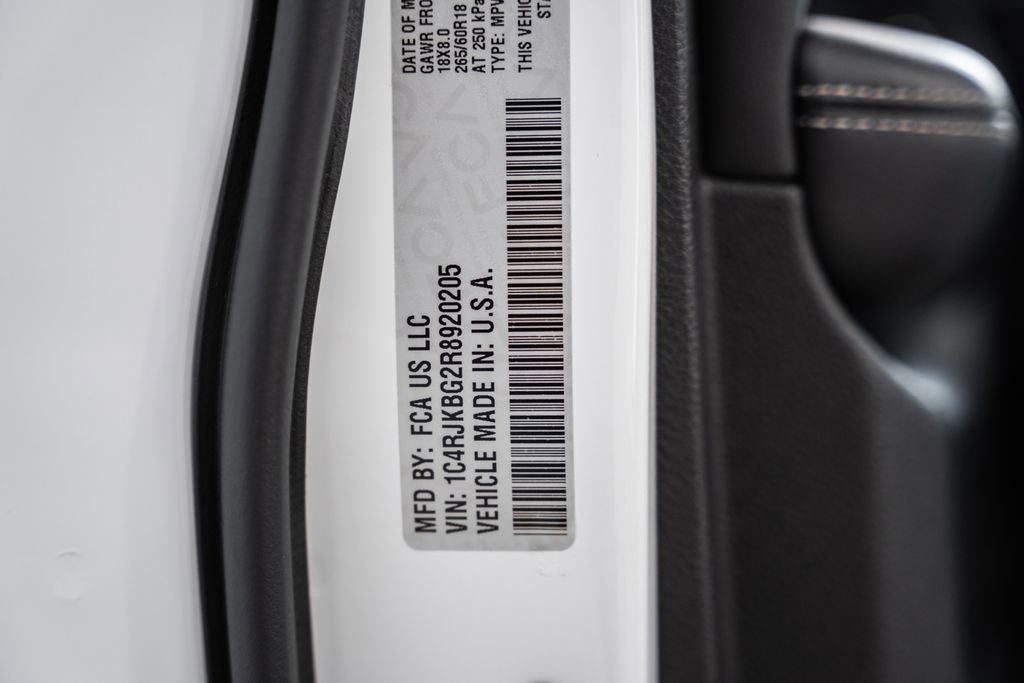 DATE OF M
GAWR FRO
18X8.0
265/60R18
AT 250 kPa
TYPE: MPV
THIS VEHIC
STA
MFD BY: FCA US LLC
VIN: 1C4RJKBG2R8920205
VEHICLE MADE IN: U.S.A.